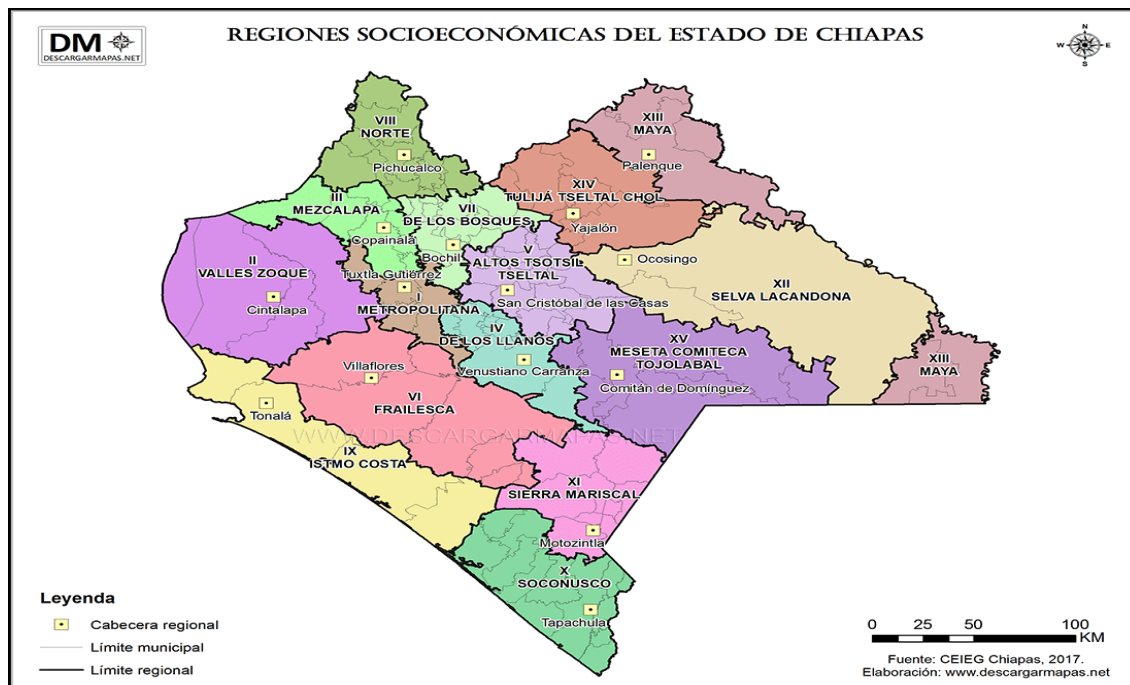 REGIONES SOCIOECONÓMICAS DEL ESTADO DE CHIAPAS
DM
DESCARGARMAPAS.NET
N
W
E
S
VIII
NORTE
Pichucalco
XIII
MAYA
Palenque
XIV
TULIJÁ TSELTAL CHOL
Yajalón
III
MEZCALAPA
Copainalá
VII
DE LOS BOSQUES
Bochil
V
ALTOS TSOTSIL
TSELTAL
San Cristóbal de las Casas
Ocosingo
XII
SELVA LACANDONA
II
VALLES ZOQUE
Cintalapa
Tuxtla Gutiérrez
I
METROPOLITANA
IV
DE LOS LLANOS
Venustiano Carranza
XV
MESETA COMITECA
TOJOLABAL
Comitán de Domínguez
XIII
MAYA
Villaflores
VI
FRAILESCA
Tonalá
WWW.DESCARGARMAPAS.NET
IX
ISTMO COSTA
XI
SIERRA MARISCAL
Motozintla
X
SOCONUSCO
Tapachula
Leyenda
Cabecera regional
Límite municipal
Límite regional
0 25 50 100
KM
Fuente: CEIEG Chiapas, 2017.
Elaboración: www.descargarmapas.net